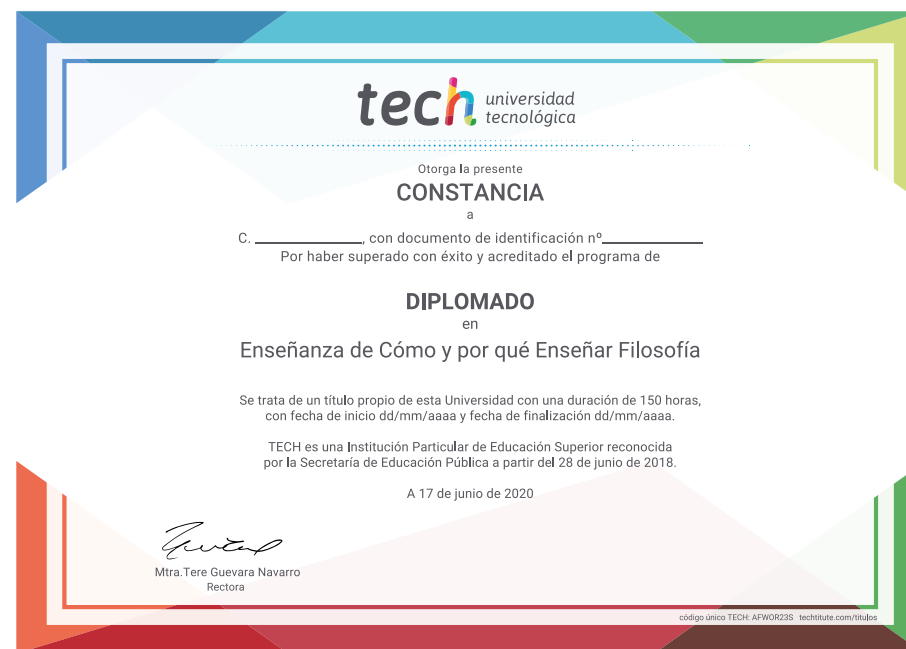 tech universidad
tecnológica
Otorga la presente
CONSTANCIA
a
C. ______________, con documento de identificación nº_____________
Por haber superado con éxito y acreditado el programa de
DIPLOMADO
en
Enseñanza de Cómo y por qué Enseñar Filosofía
Se trata de un título propio de esta Universidad con una duración de 150 horas,
con fecha de inicio dd/mm/aaaa y fecha de finalización dd/mm/aaaa.
TECH es una Institución Particular de Educación Superior reconocida
por la Secretaría de Educación Pública a partir del 28 de junio de 2018.
A 17 de junio de 2020
Mtra.Tere Guevara Navarro
Rectora
código único TECH: AFWOR23S techtitute.com/titulos